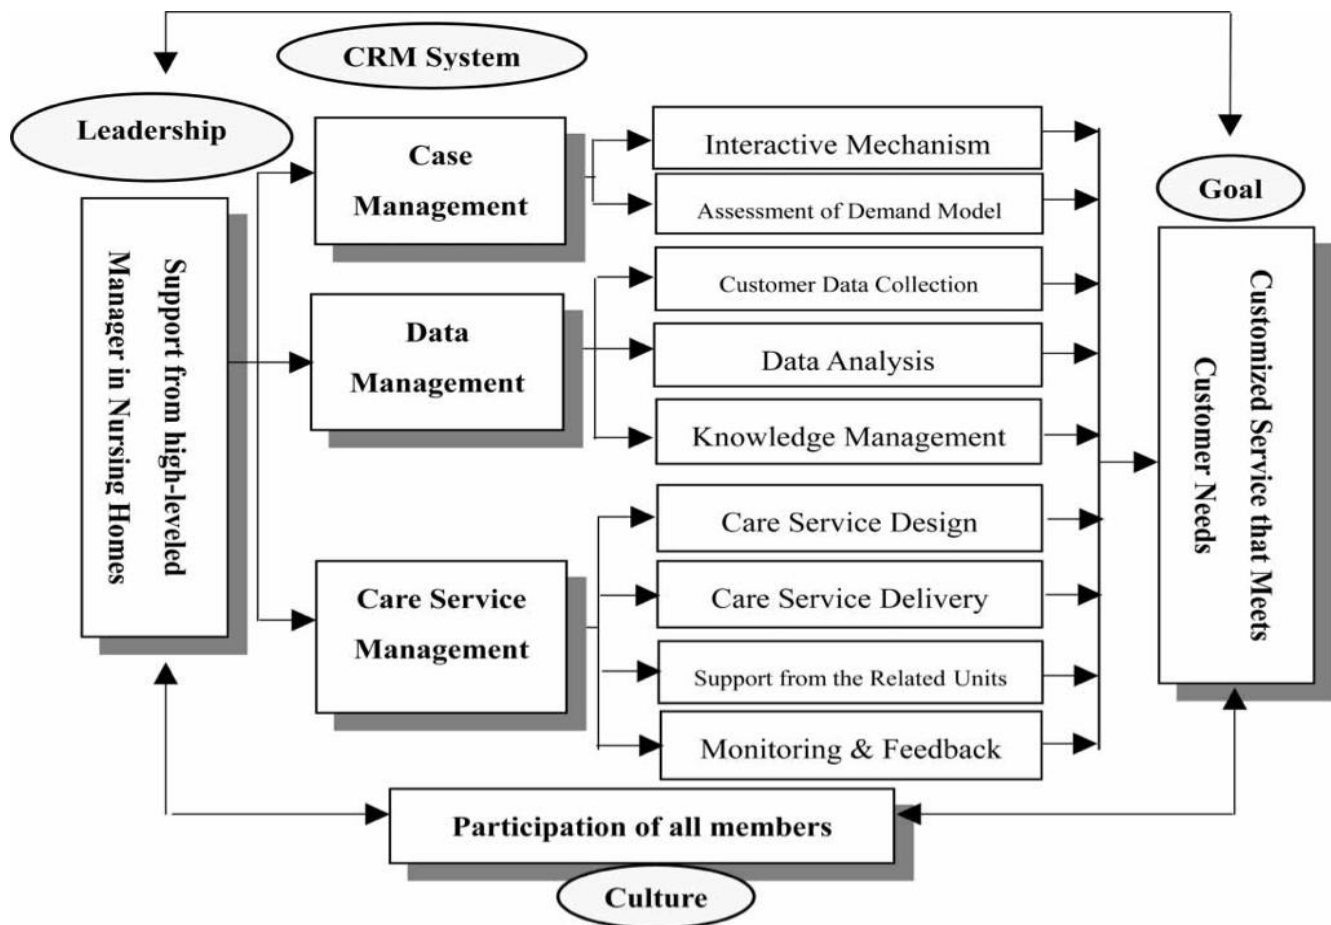 CRM System
Leadership
Goal
Support from high-leveled
Manager in Nursing Homes
Case
Management
Interactive Mechanism
Assessment of Demand Model
Data
Management
Customer Data Collection
Data Analysis
Knowledge Management
Care Service
Management
Care Service Design
Care Service Delivery
Support from the Related Units
Monitoring & Feedback
Customized Service that Meets
Customer Needs
Participation of all members
Culture